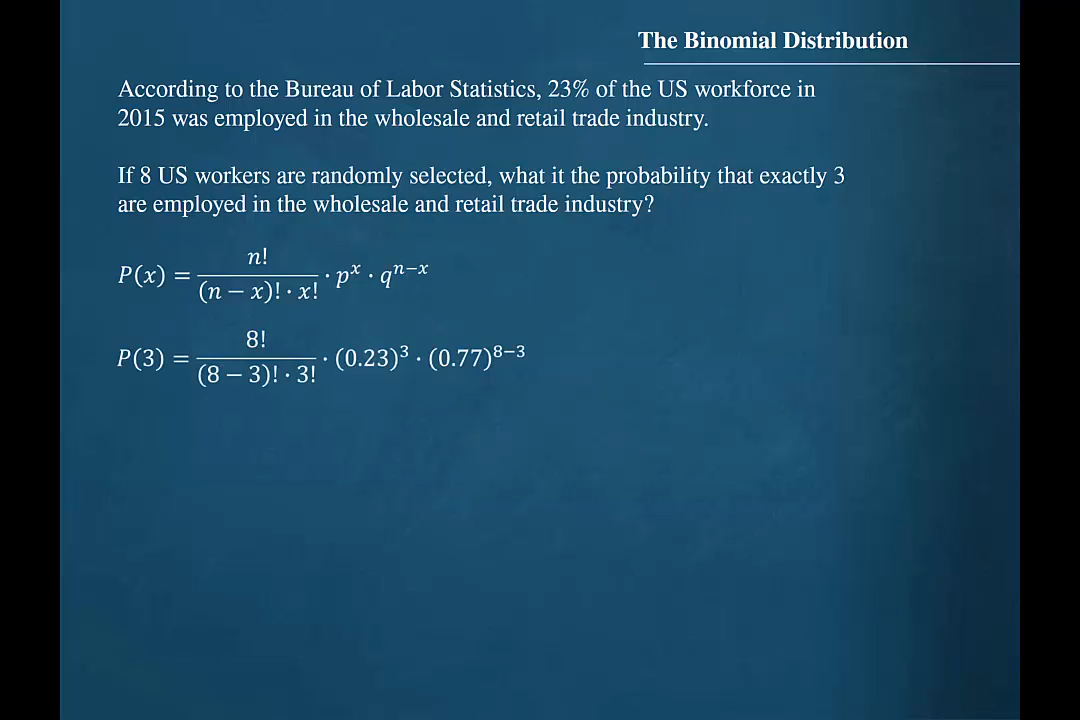 The Binomial Distribution
According to the Bureau of Labor Statistics, 23% of the US workforce in
2015 was employed in the wholesale and retail trade industry.
If 8 US workers are randomly selected, what it the probability that exactly 3
are employed in the wholesale and retail trade industry?
P(x) = n! / (n − x)! · x! · pˣ · qⁿ⁻ˣ
P(3) = 8! / (8 − 3)! · 3! · (0.23)³ · (0.77)⁸⁻³